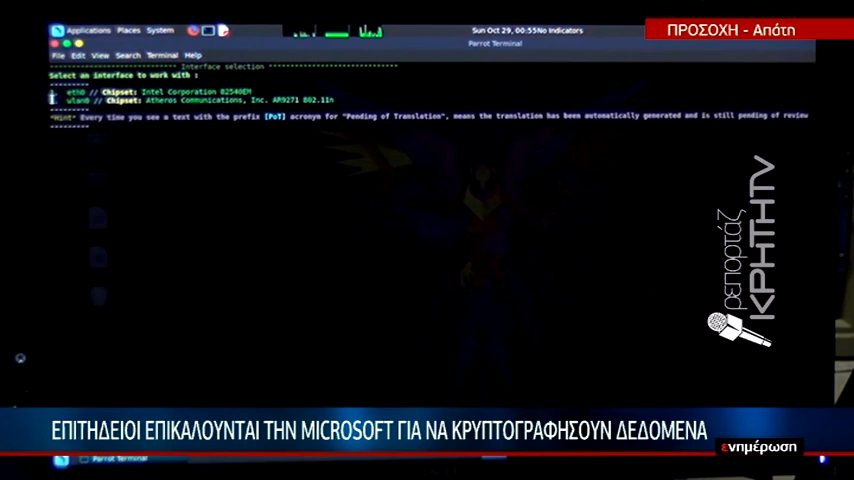 Applications Places System
Sun Oct 29, 00:55 No Indicators
ΠΡΟΣΟΧΗ - Απάτη
Parrot Terminal
File Edit View Search Terminal Help
Interface selection
Select an interface to work with :
eth0 // Chipset: Intel Corporation 82540EM
wlan0 // Chipset: Atheros Communications, Inc. AR9271 802.11n
*Hint* Every time you see a text with the prefix [PoT] acronym for "Pending of Translation", means the translation has been automatically generated and is still pending of review
ρεπορτάζ
ΚΡΗΤΗTV
ΕΠΙΤΗΔΕΙΟΙ ΕΠΙΚΑΛΟΥΝΤΑΙ ΤΗΝ MICROSOFT ΓΙΑ ΝΑ ΚΡΥΠΤΟΓΡΑΦΗΣΟΥΝ ΔΕΔΟΜΕΝΑ
ενημέρωση
Parrot Terminal